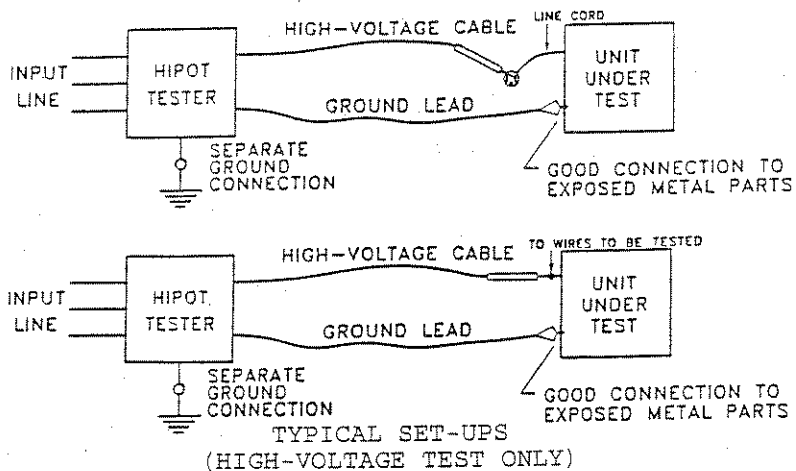 HIGH-VOLTAGE CABLE
LINE CORD
INPUT
LINE
HIPOT
TESTER
UNIT
UNDER
TEST
GROUND LEAD
SEPARATE
GROUND
CONNECTION
GOOD CONNECTION TO
EXPOSED METAL PARTS
HIGH-VOLTAGE CABLE
TO WIRES TO BE TESTED
INPUT
LINE
HIPOT
TESTER
UNIT
UNDER
TEST
GROUND LEAD
SEPARATE
GROUND
CONNECTION
GOOD CONNECTION TO
EXPOSED METAL PARTS
TYPICAL SET-UPS
(HIGH-VOLTAGE TEST ONLY)